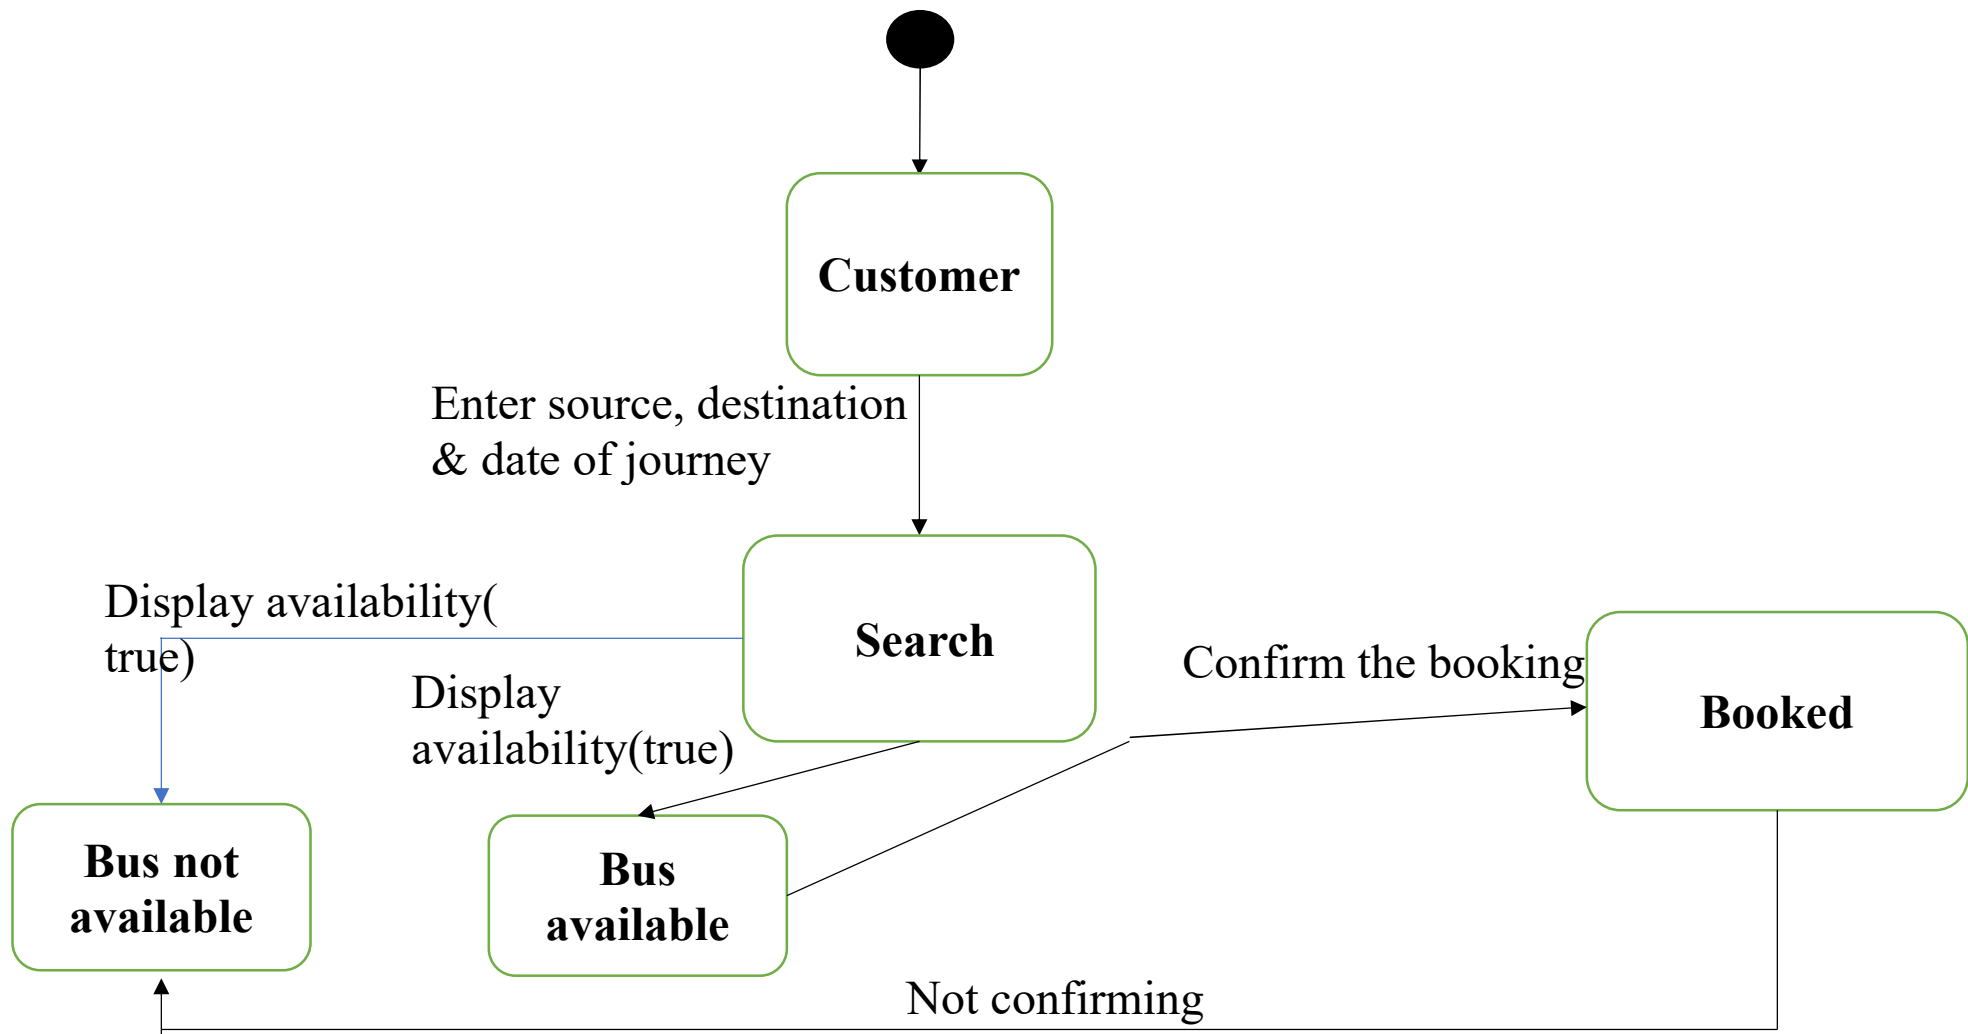 Customer
Enter source, destination
& date of journey
Display availability(
true)
Search
Display
availability(true)
Confirm the booking
Booked
Bus not
available
Bus
available
Not confirming